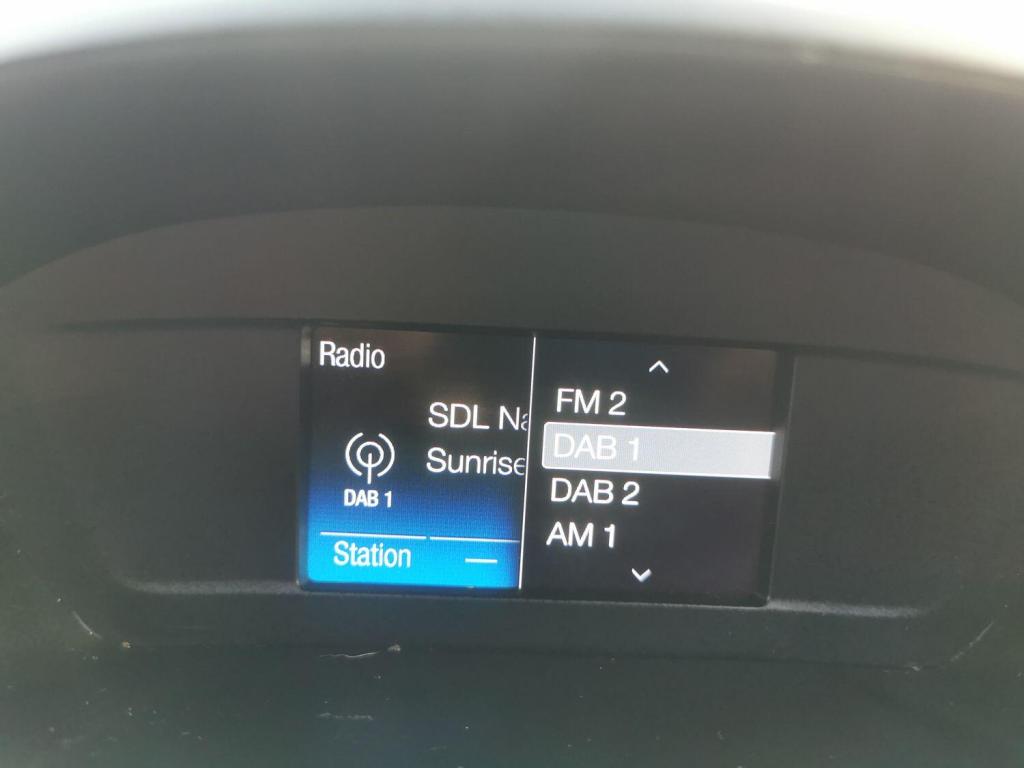 Radio
SDL Na
Sunrise
DAB 1
Station
FM 2
DAB 1
DAB 2
AM 1